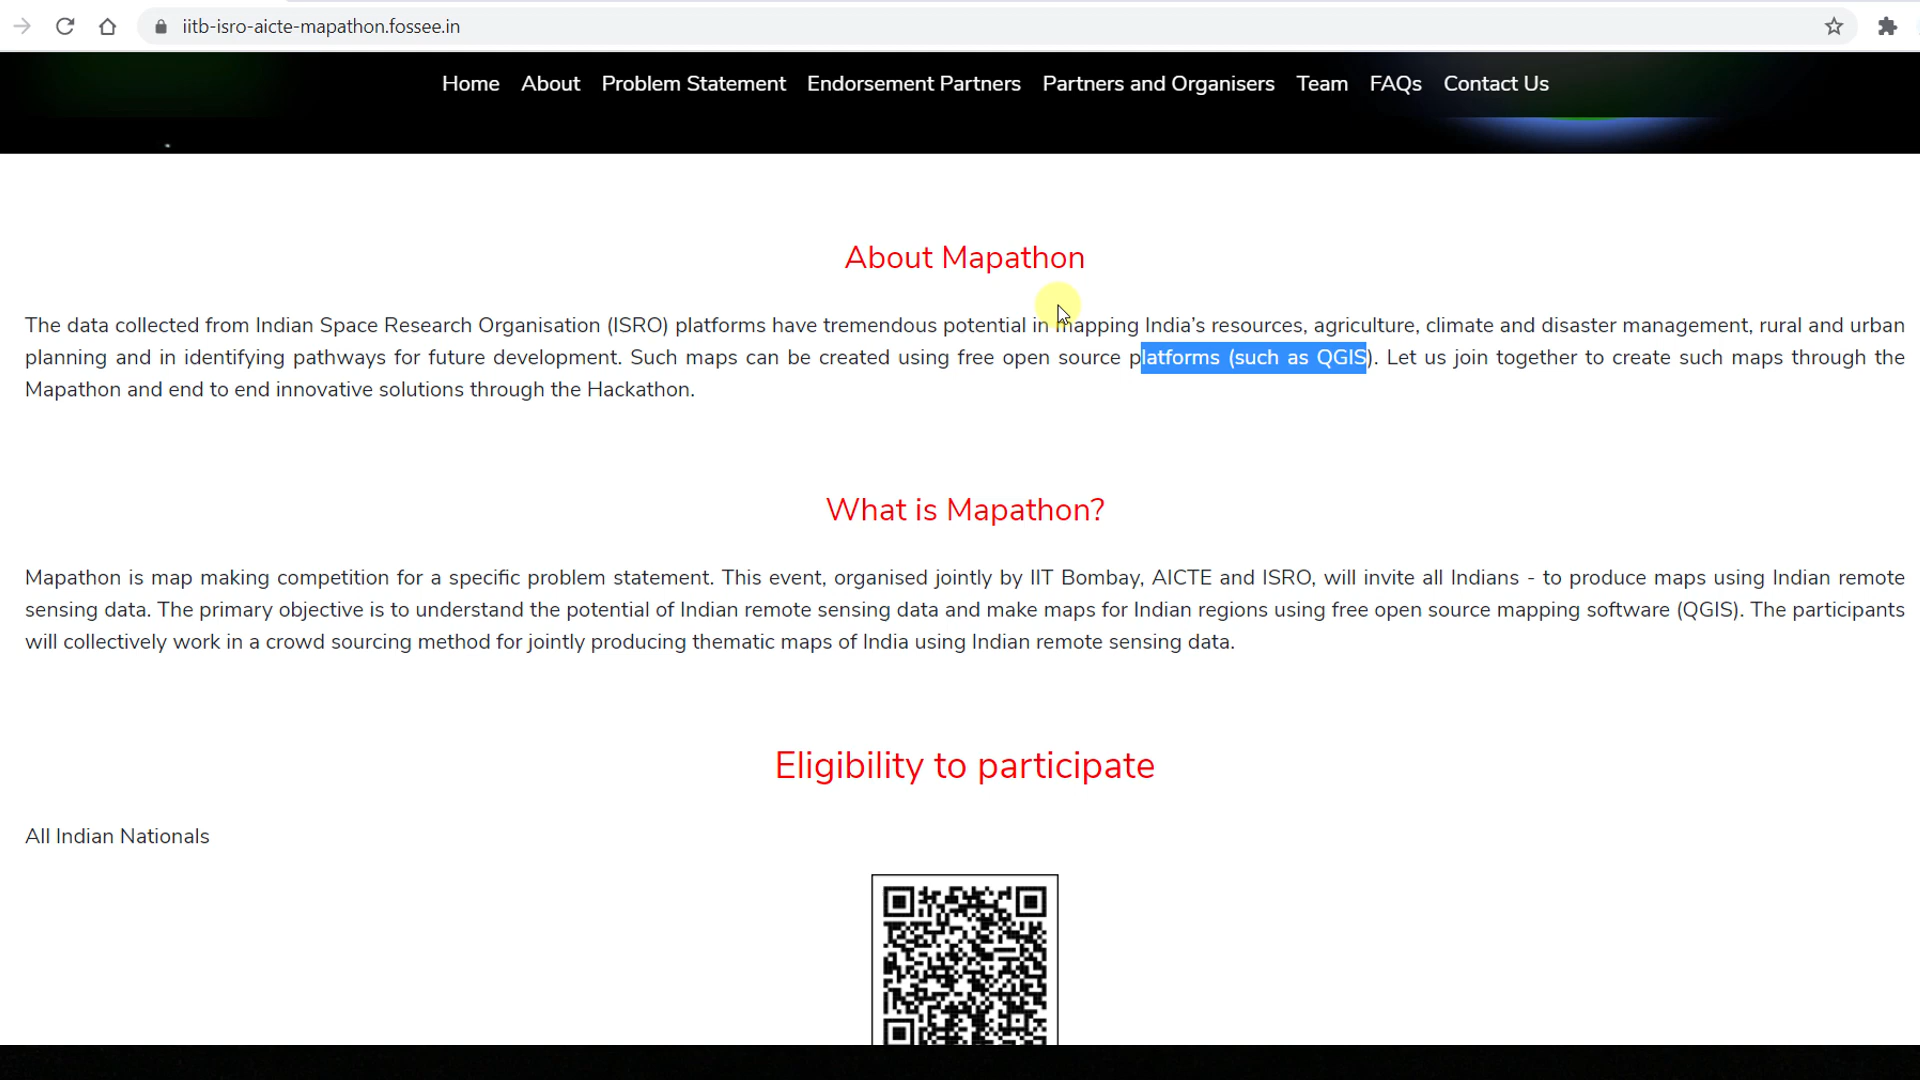 iitb-isro-aicte-mapathon.fossee.in
Home About Problem Statement Endorsement Partners Partners and Organisers Team FAQs Contact Us
About Mapathon
The data collected from Indian Space Research Organisation (ISRO) platforms have tremendous potential in mapping India’s resources, agriculture, climate and disaster management, rural and urban
planning and in identifying pathways for future development. Such maps can be created using free open source platforms (such as QGIS). Let us join together to create such maps through the
Mapathon and end to end innovative solutions through the Hackathon.
What is Mapathon?
Mapathon is map making competition for a specific problem statement. This event, organised jointly by IIT Bombay, AICTE and ISRO, will invite all Indians - to produce maps using Indian remote
sensing data. The primary objective is to understand the potential of Indian remote sensing data and make maps for Indian regions using free open source mapping software (QGIS). The participants
will collectively work in a crowd sourcing method for jointly producing thematic maps of India using Indian remote sensing data.
Eligibility to participate
All Indian Nationals